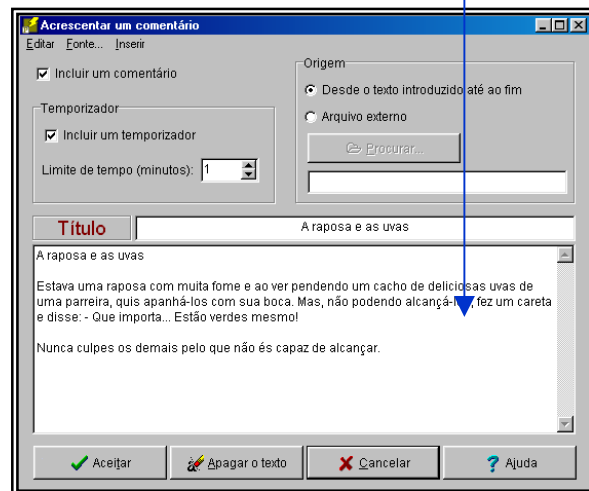 Acrescentar um comentário
Editar Fonte... Inserir
Incluir um comentário
Origem
Desde o texto introduzido até ao fim
Arquivo externo
Procurar...
Temporizador
Incluir um temporizador
Limite de tempo (minutos): 1
Título
A raposa e as uvas
A raposa e as uvas
Estava uma raposa com muita fome e ao ver pendendo um cacho de deliciosas uvas de
uma parreira, quis apanhá-los com sua boca. Mas, não podendo alcançá-los, fez um careta
e disse: - Que importa... Estão verdes mesmo!
Nunca culpes os demais pelo que não és capaz de alcançar.
Aceitar
Apagar o texto
Cancelar
Ajuda